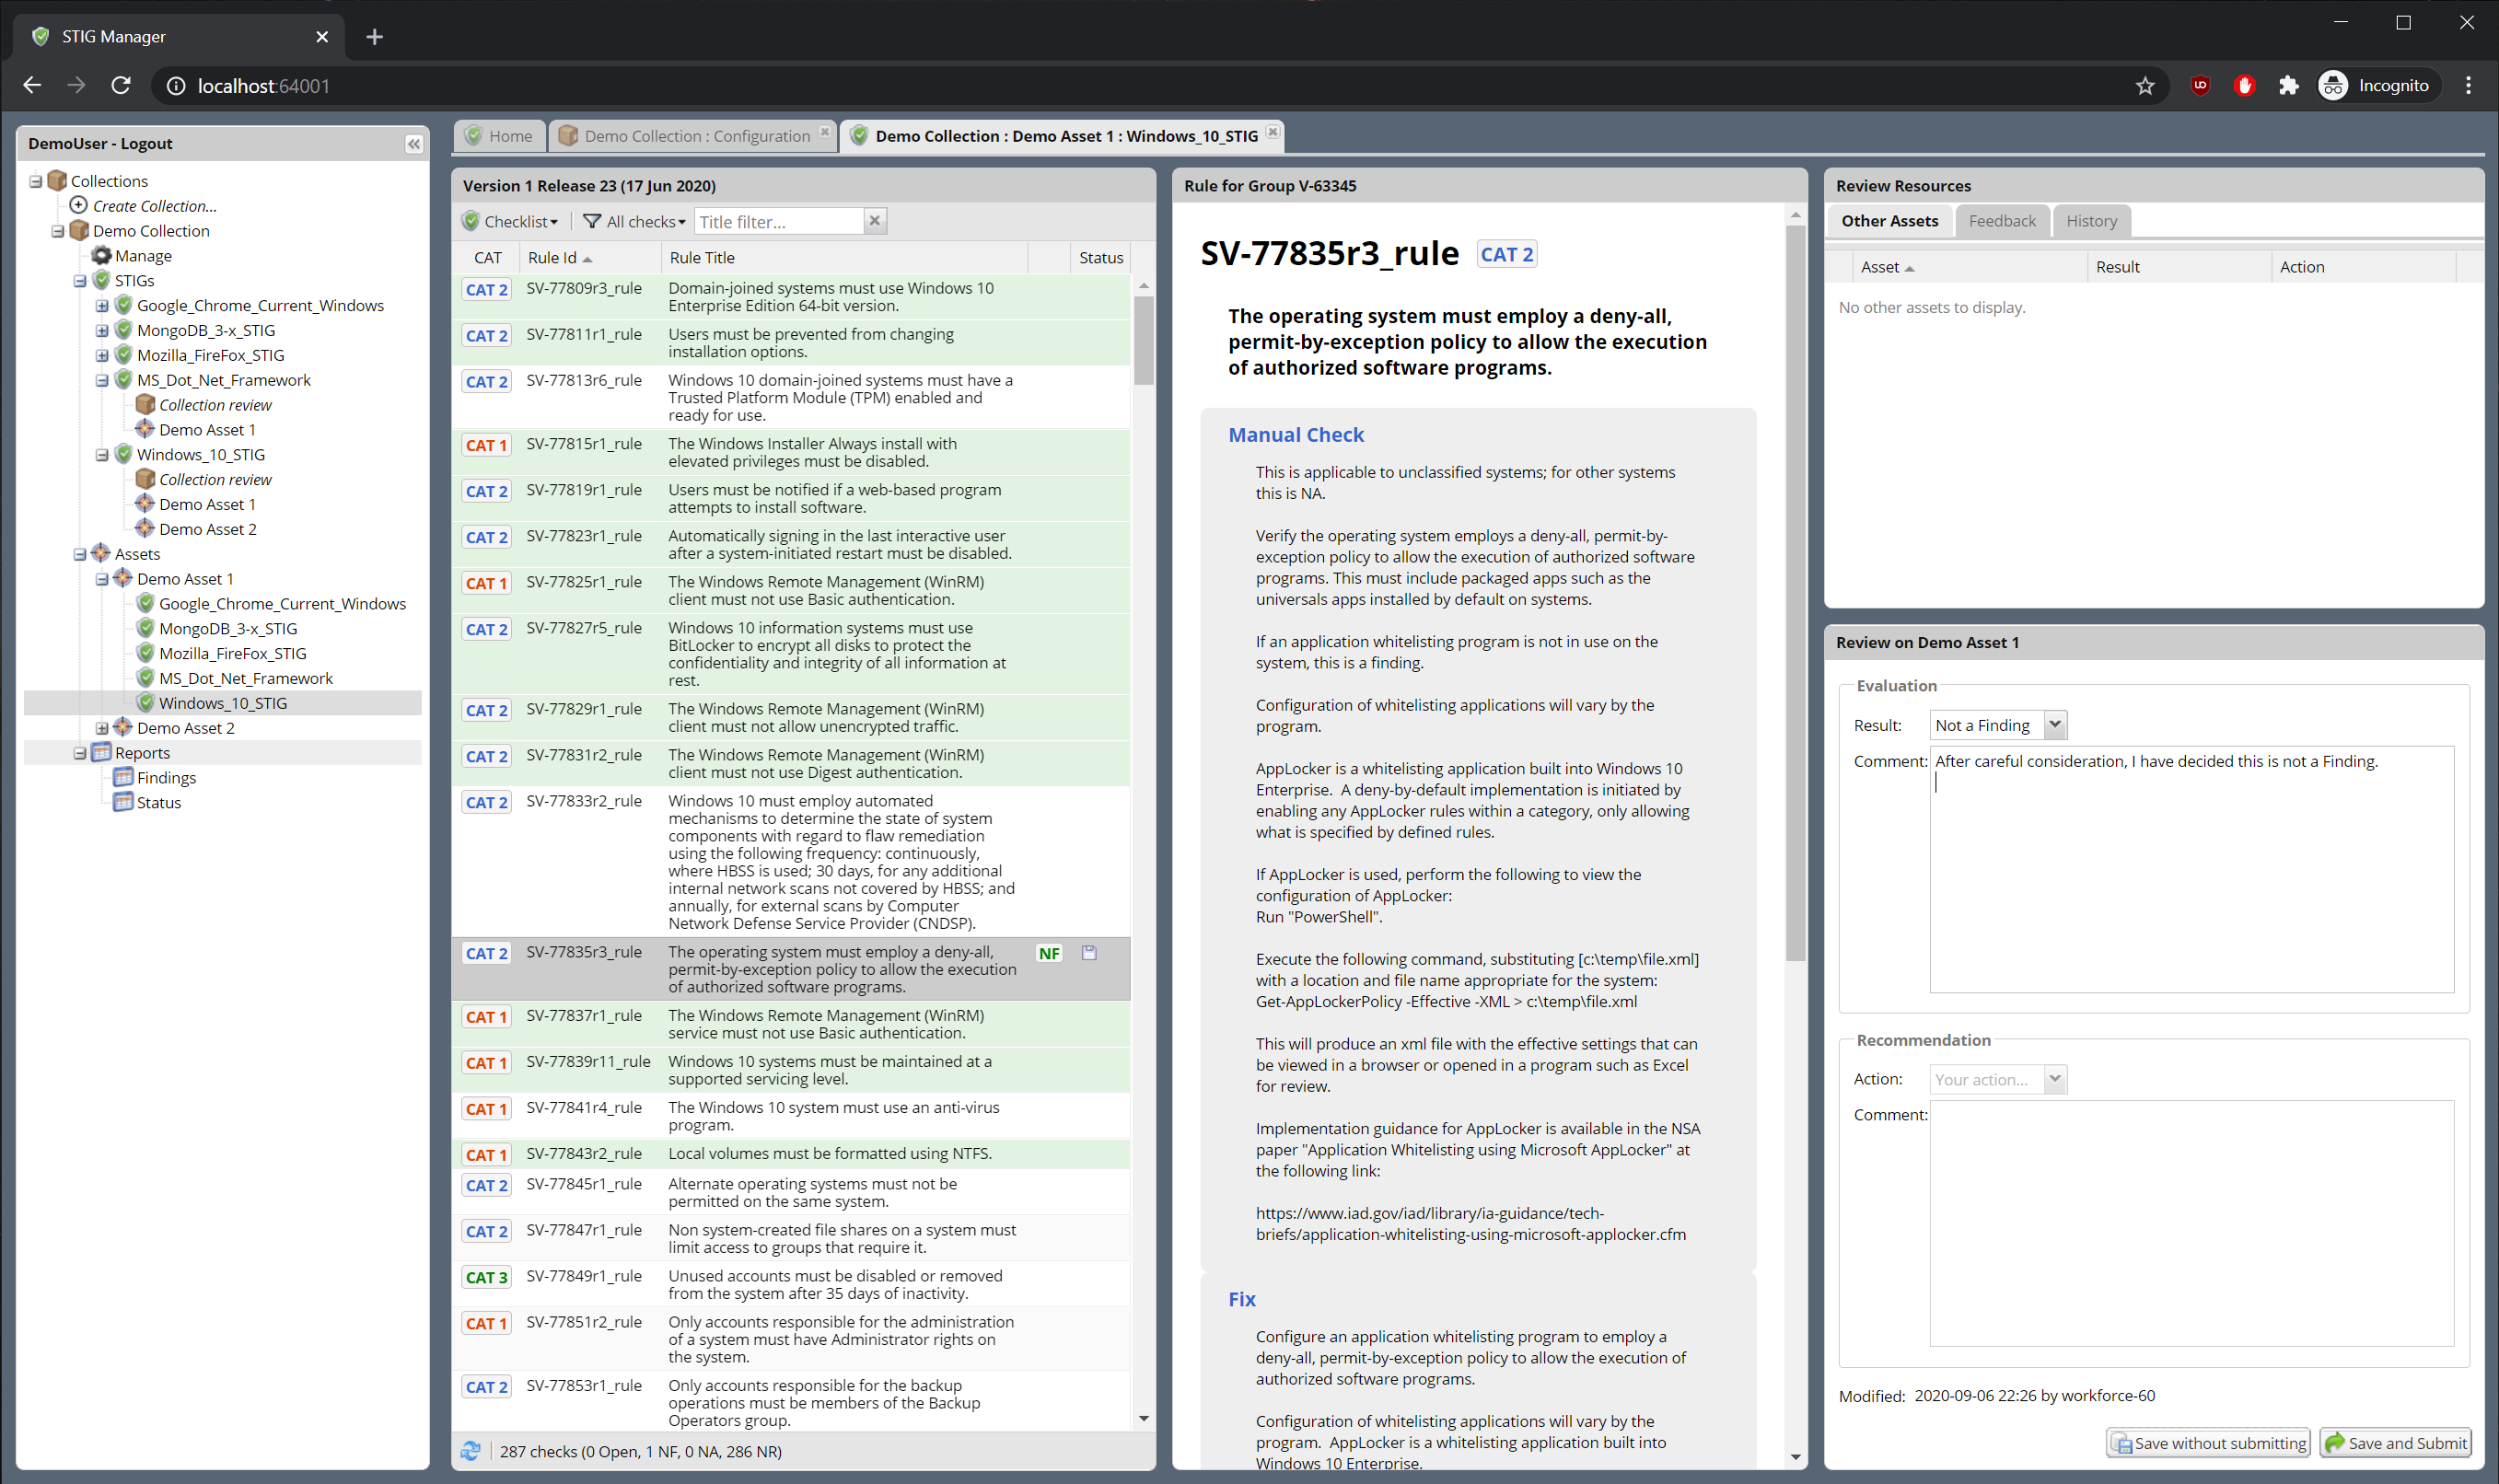 STIG Manager
localhost:64001
Incognito
DemoUser - Logout
Collections
Create Collection...
Demo Collection
Manage
STIGs
Google_Chrome_Current_Windows
MongoDB_3-x_STIG
Mozilla_FireFox_STIG
MS_Dot_Net_Framework
Collection review
Demo Asset 1
Windows_10_STIG
Collection review
Demo Asset 1
Demo Asset 2
Assets
Demo Asset 1
Google_Chrome_Current_Windows
MongoDB_3-x_STIG
Mozilla_FireFox_STIG
MS_Dot_Net_Framework
Windows_10_STIG
Demo Asset 2
Reports
Findings
Status
Home
Demo Collection : Configuration
Demo Collection : Demo Asset 1 : Windows_10_STIG
Version 1 Release 23 (17 Jun 2020)
Checklist
All checks
Title filter...
CAT Rule Id Rule Title Status
CAT 2 SV-77809r3_rule Domain-joined systems must use Windows 10
Enterprise Edition 64-bit version.
CAT 2 SV-77811r1_rule Users must be prevented from changing
installation options.
CAT 2 SV-77813r6_rule Windows 10 domain-joined systems must have a
Trusted Platform Module (TPM) enabled and
ready for use.
CAT 1 SV-77815r1_rule The Windows Installer Always install with
elevated privileges must be disabled.
CAT 2 SV-77819r1_rule Users must be notified if a web-based program
attempts to install software.
CAT 2 SV-77823r1_rule Automatically signing in the last interactive user
after a system-initiated restart must be disabled.
CAT 1 SV-77825r1_rule The Windows Remote Management (WinRM)
client must not use Basic authentication.
CAT 2 SV-77827r5_rule Windows 10 information systems must use
BitLocker to encrypt all disks to protect the
confidentiality and integrity of all information at
rest.
CAT 2 SV-77829r1_rule The Windows Remote Management (WinRM)
client must not allow unencrypted traffic.
CAT 2 SV-77831r2_rule The Windows Remote Management (WinRM)
client must not use Digest authentication.
CAT 2 SV-77833r2_rule Windows 10 must employ automated
mechanisms to determine the state of system
components with regard to flaw remediation
using the following frequency: continuously,
where HBSS is used; 30 days, for any additional
internal network scans not covered by HBSS; and
annually, for external scans by Computer
Network Defense Service Provider (CNDSP).
CAT 2 SV-77835r3_rule The operating system must employ a deny-all, NF
permit-by-exception policy to allow the execution
of authorized software programs.
CAT 1 SV-77837r1_rule The Windows Remote Management (WinRM)
service must not use Basic authentication.
CAT 1 SV-77839r11_rule Windows 10 systems must be maintained at a
supported servicing level.
CAT 1 SV-77841r4_rule The Windows 10 system must use an anti-virus
program.
CAT 1 SV-77843r2_rule Local volumes must be formatted using NTFS.
CAT 2 SV-77845r1_rule Alternate operating systems must not be
permitted on the same system.
CAT 2 SV-77847r1_rule Non system-created file shares on a system must
limit access to groups that require it.
CAT 3 SV-77849r1_rule Unused accounts must be disabled or removed
from the system after 35 days of inactivity.
CAT 1 SV-77851r2_rule Only accounts responsible for the administration
of a system must have Administrator rights on
the system.
CAT 2 SV-77853r1_rule Only accounts responsible for the backup
operations must be members of the Backup
Operators group.
287 checks (0 Open, 1 NF, 0 NA, 286 NR)
Rule for Group V-63345
SV-77835r3_rule CAT 2
The operating system must employ a deny-all,
permit-by-exception policy to allow the execution
of authorized software programs.
Manual Check
This is applicable to unclassified systems; for other systems
this is NA.
Verify the operating system employs a deny-all, permit-by-
exception policy to allow the execution of authorized software
programs. This must include packaged apps such as the
universals apps installed by default on systems.
If an application whitelisting program is not in use on the
system, this is a finding.
Configuration of whitelisting applications will vary by the
program.
AppLocker is a whitelisting application built into Windows 10
Enterprise. A deny-by-default implementation is initiated by
enabling any AppLocker rules within a category, only allowing
what is specified by defined rules.
If AppLocker is used, perform the following to view the
configuration of AppLocker:
Run "PowerShell".
Execute the following command, substituting [c:\temp\file.xml]
with a location and file name appropriate for the system:
Get-AppLockerPolicy -Effective -XML > c:\temp\file.xml
This will produce an xml file with the effective settings that can
be viewed in a browser or opened in a program such as Excel
for review.
Implementation guidance for AppLocker is available in the NSA
paper "Application Whitelisting using Microsoft AppLocker" at
the following link:
https://www.iad.gov/iad/library/ia-guidance/tech-
briefs/application-whitelisting-using-microsoft-applocker.cfm
Fix
Configure an application whitelisting program to employ a
deny-all, permit-by-exception policy to allow the execution of
authorized software programs.
Configuration of whitelisting applications will vary by the
program. AppLocker is a whitelisting application built into
Windows 10 Enterprise.
Review Resources
Other Assets Feedback History
Asset Result Action
No other assets to display.
Review on Demo Asset 1
Evaluation
Result: Not a Finding
Comment: After careful consideration, I have decided this is not a Finding.
Recommendation
Action: Your action...
Comment:
Modified: 2020-09-06 22:26 by workforce-60
Save without submitting Save and Submit